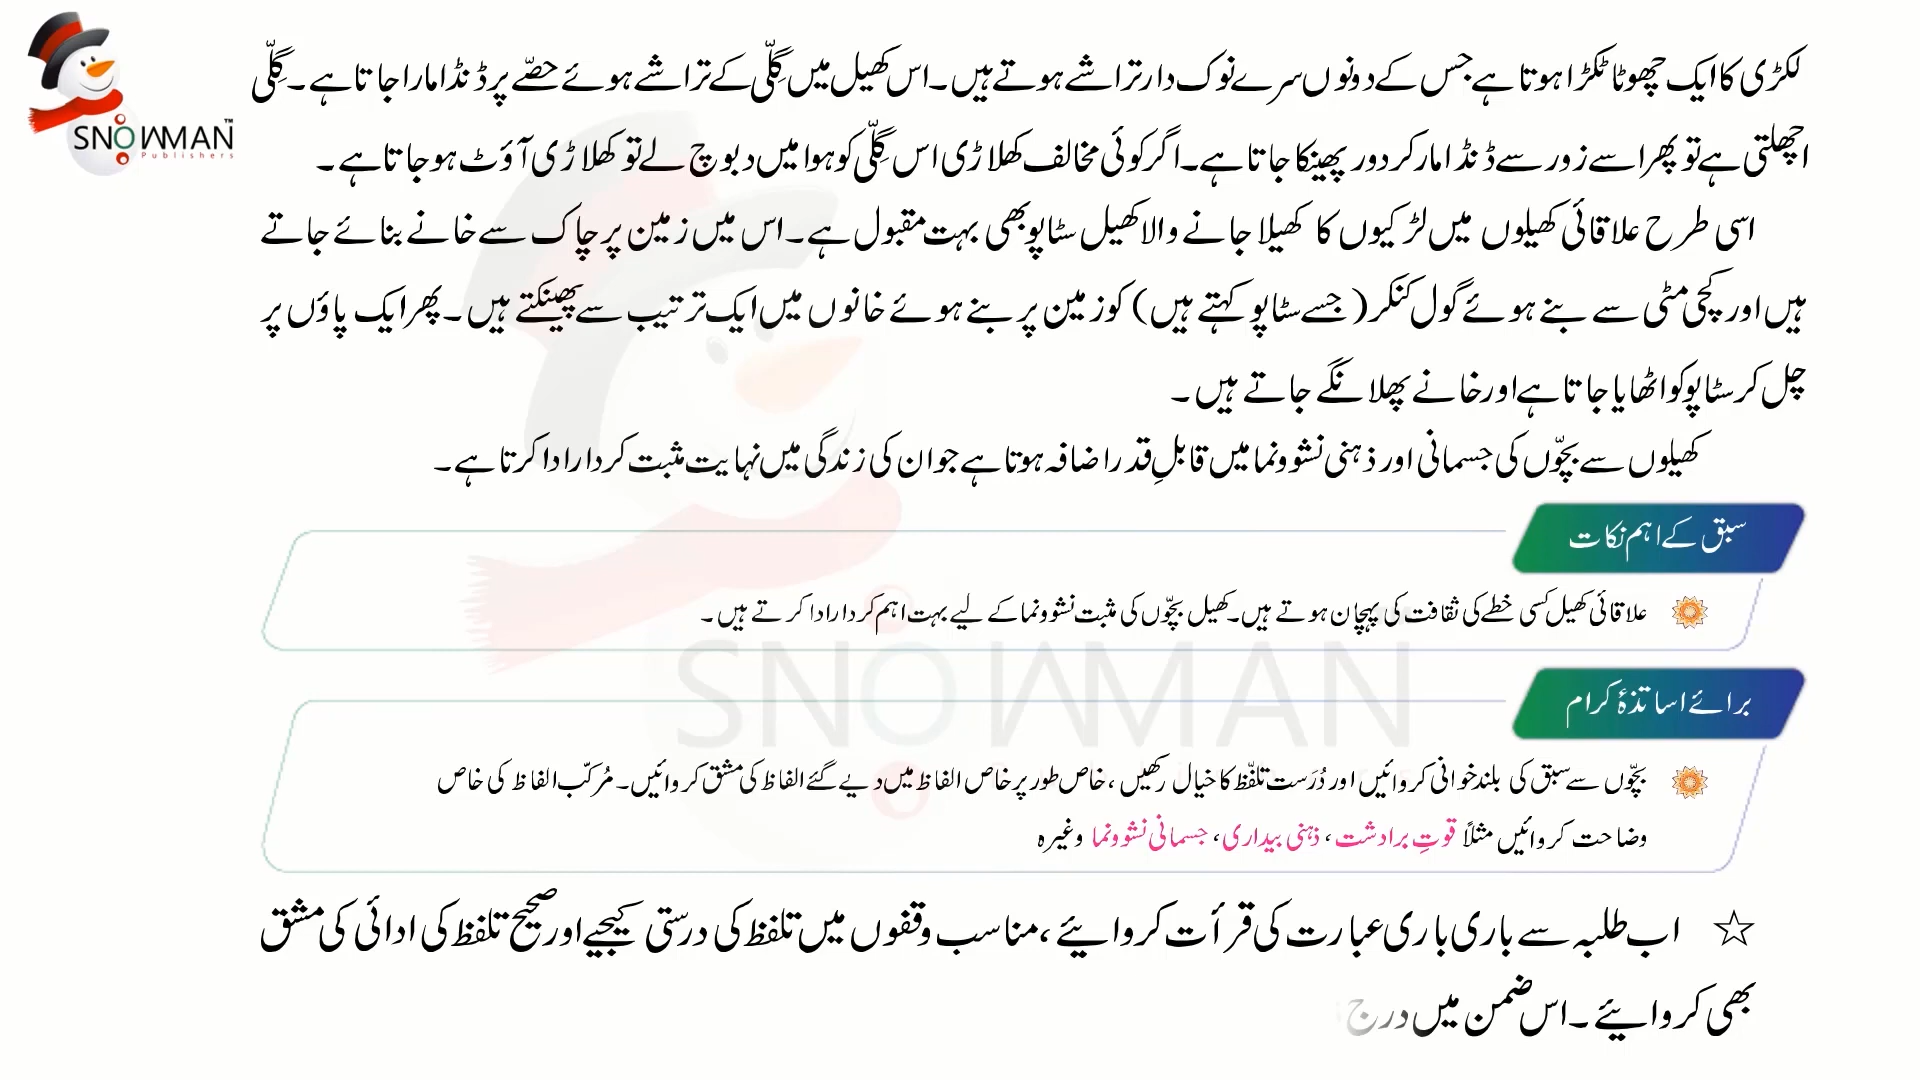 SNOWMAN™
Publishers
لکڑی کا ایک چھوٹا ٹکڑا ہوتا ہے جس کے دونوں سرے نوک دار تراشے ہوتے ہیں۔ اس کھیل میں گِلّی کے تراشے ہوئے حصّے پر ڈنڈا مارا جاتا ہے۔ گِلّی
اچھلتی ہے تو پھر اسے زور سے ڈنڈا مار کر دور پھینکا جاتا ہے۔ اگر کوئی مخالف کھلاڑی اس گِلّی کو ہوا میں دبوچ لے تو کھلاڑی آؤٹ ہو جاتا ہے۔
اسی طرح علاقائی کھیلوں میں لڑکیوں کا کھیلا جانے والا کھیل سٹاپو بھی بہت مقبول ہے۔ اس میں زمین پر چاک سے خانے بنائے جاتے
ہیں اور کچی مٹی سے بنے ہوئے گول کنکر (جسے سٹاپو کہتے ہیں) کو زمین پر بنے ہوئے خانوں میں ایک ترتیب سے پھینکتے ہیں۔ پھر ایک پاؤں پر
چل کر سٹاپو کو اٹھایا جاتا ہے اور خانے پھلانگے جاتے ہیں۔
کھیلوں سے بچّوں کی جسمانی اور ذہنی نشوونما میں قابلِ قدر اضافہ ہوتا ہے جو ان کی زندگی میں نہایت مثبت کردار ادا کرتا ہے۔
سبق کے اہم نکات
علاقائی کھیل کسی خطے کی ثقافت کی پہچان ہوتے ہیں۔ کھیل بچّوں کی مثبت نشوونما کے لیے بہت اہم کردار ادا کرتے ہیں۔
برائے اساتذۂ کرام
بچّوں سے سبق کی بلند خوانی کروائیں اور دُرست تلفّظ کا خیال رکھیں، خاص طور پر خاص الفاظ میں دیے گئے الفاظ کی مشق کروائیں۔ مُرکّب الفاظ کی خاص
وضاحت کروائیں مثلاً قوتِ برادشت، ذہنی بیداری، جسمانی نشوونما وغیرہ
☆ اب طلبہ سے باری باری عبارت کی قرأت کروایئے، مناسب وقفوں میں تلفظ کی درستی کیجیے اور صحیح تلفظ کی ادائی کی مشق
بھی کروایئے۔ اس ضمن میں درج
SNOWMAN